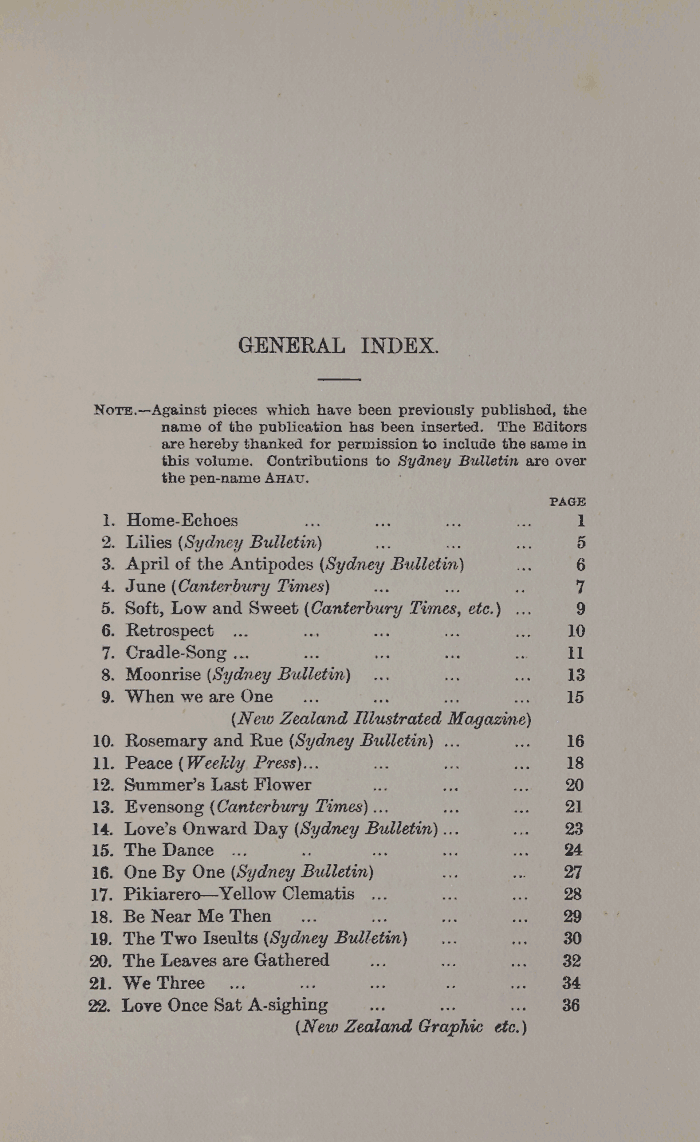 GENERAL INDEX.
NOTE.—Against pieces which have been previously published, the
name of the publication has been inserted. The Editors
are hereby thanked for permission to include the same in
this volume. Contributions to Sydney Bulletin are over
the pen-name AHAU.
PAGE
1. Home-Echoes ... ... ... ... 1
2. Lilies (Sydney Bulletin) ... ... ... 5
3. April of the Antipodes (Sydney Bulletin) ... 6
4. June (Canterbury Times) ... ... .. 7
5. Soft, Low and Sweet (Canterbury Times, etc.) ... 9
6. Retrospect ... ... ... ... ... 10
7. Cradle-Song ... ... ... ... ... 11
8. Moonrise (Sydney Bulletin) ... ... ... 13
9. When we are One ... ... ... ... 15
(New Zealand Illustrated Magazine)
10. Rosemary and Rue (Sydney Bulletin) ... ... 16
11. Peace (Weekly Press)... ... ... ... 18
12. Summer's Last Flower ... ... ... 20
13. Evensong (Canterbury Times) ... ... ... 21
14. Love's Onward Day (Sydney Bulletin) ... ... 23
15. The Dance ... .. ... ... ... 24
16. One By One (Sydney Bulletin) ... ... 27
17. Pikiarero—Yellow Clematis ... ... ... 28
18. Be Near Me Then ... ... ... ... 29
19. The Two Iseults (Sydney Bulletin) ... ... 30
20. The Leaves are Gathered ... ... ... 32
21. We Three ... ... ... .. ... 34
22. Love Once Sat A-sighing ... ... ... 36
(New Zealand Graphic etc.)